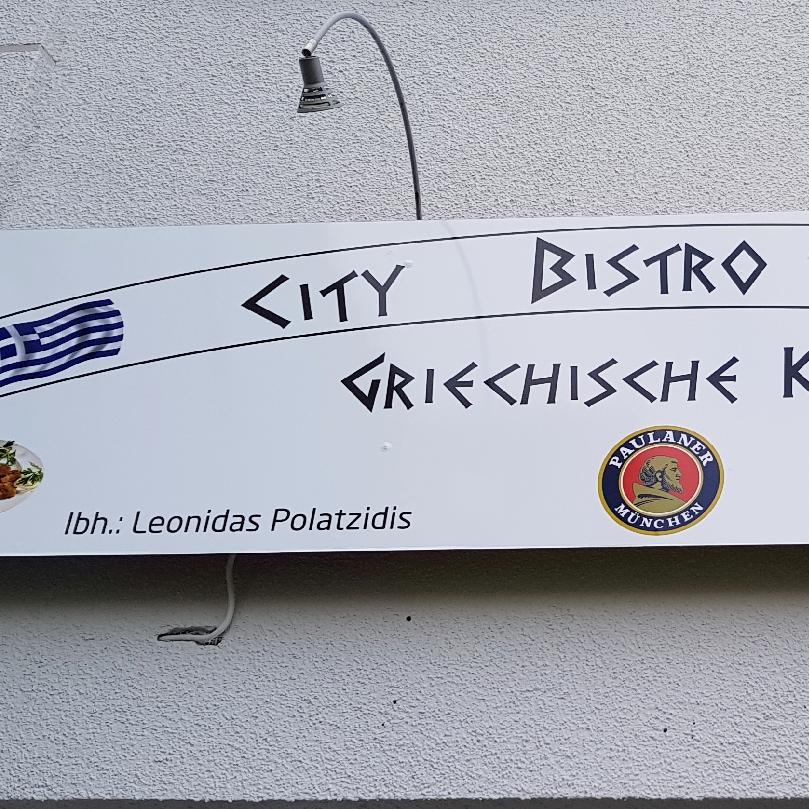 CITY BISTRO
GRIECHISCHE K
PAULANER
MÜNCHEN
Ibh.: Leonidas Polatzidis